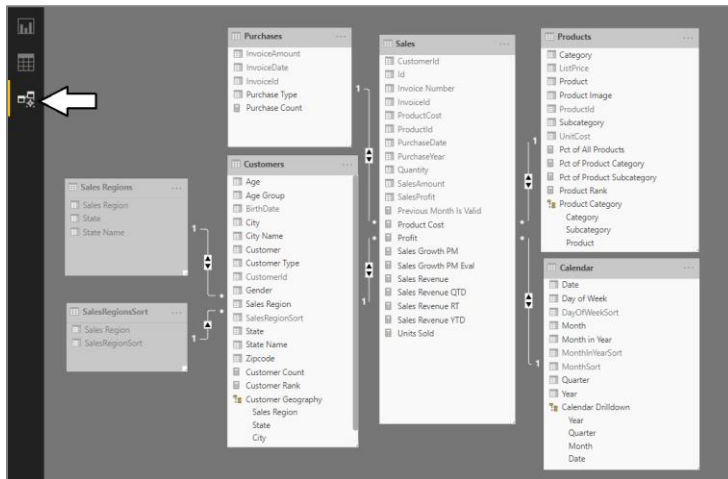 Purchases
InvoiceAmount
InvoiceDate
InvoiceId
Purchase Type
Purchase Count
Sales
CustomerId
Id
Invoice Number
InvoiceId
ProductCost
ProductId
PurchaseDate
PurchaseYear
Quantity
SalesAmount
SalesProfit
Previous Month Is Valid
Product Cost
Profit
Sales Growth PM
Sales Growth PM Eval
Sales Revenue
Sales Revenue QTD
Sales Revenue RT
Sales Revenue YTD
Units Sold
Products
Category
ListPrice
Product
Product Image
ProductId
Subcategory
UnitCost
Pct of All Products
Pct of Product Category
Pct of Product Subcategory
Product Rank
Product Category
Category
Subcategory
Product
Customers
Age
Age Group
BirthDate
City
City Name
Customer
Customer Type
CustomerId
Gender
Sales Region
SalesRegionSort
State
State Name
Zipcode
Customer Count
Customer Rank
Customer Geography
Sales Region
State
City
Sales Regions
Sales Region
State
State Name
SalesRegionsSort
Sales Region
SalesRegionSort
Calendar
Date
Day of Week
DayOfWeekSort
Month
Month in Year
MonthInYearSort
MonthSort
Quarter
Year
Calendar Drilldown
Year
Quarter
Month
Date
1
1
1
1
1
1